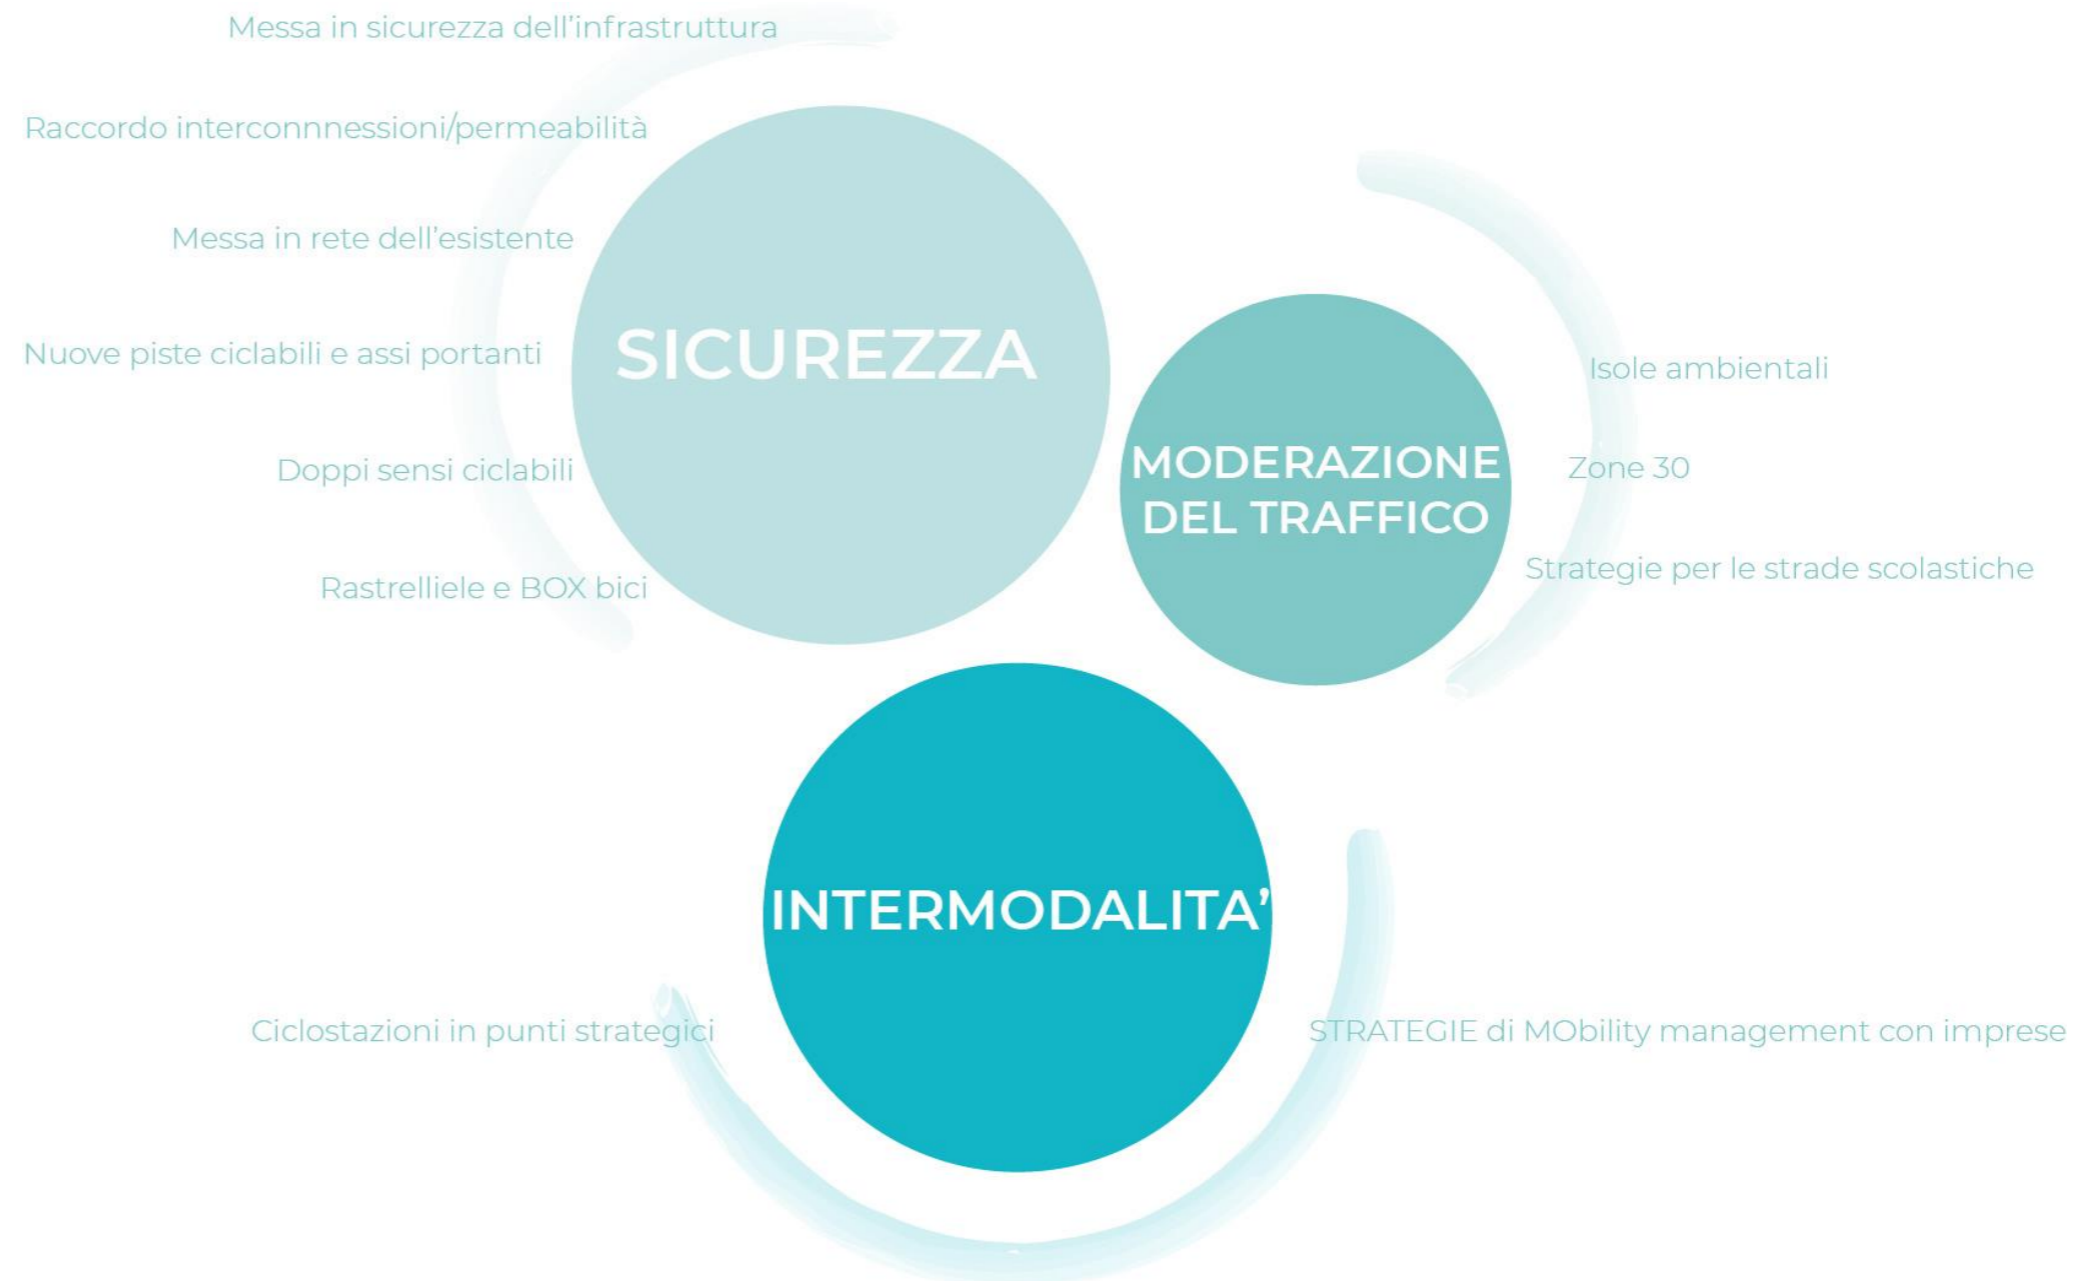 Messa in sicurezza dell’infrastruttura
Raccordo interconnnessioni/permeabilità
Messa in rete dell’esistente
Nuove piste ciclabili e assi portanti
Doppi sensi ciclabili
Rastrelliele e BOX bici
SICUREZZA
MODERAZIONE
DEL TRAFFICO
Isole ambientali
Zone 30
Strategie per le strade scolastiche
INTERMODALITA’
Ciclostazioni in punti strategici
STRATEGIE di MObility management con imprese